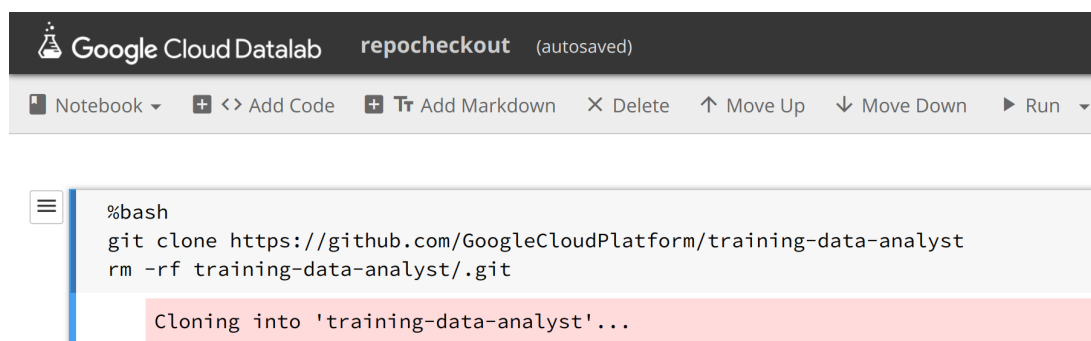 Google Cloud Datalab repocheckout (autosaved)
Notebook <> Add Code Tт Add Markdown Delete Move Up Move Down Run
%bash
git clone https://github.com/GoogleCloudPlatform/training-data-analyst
rm -rf training-data-analyst/.git
Cloning into 'training-data-analyst'...